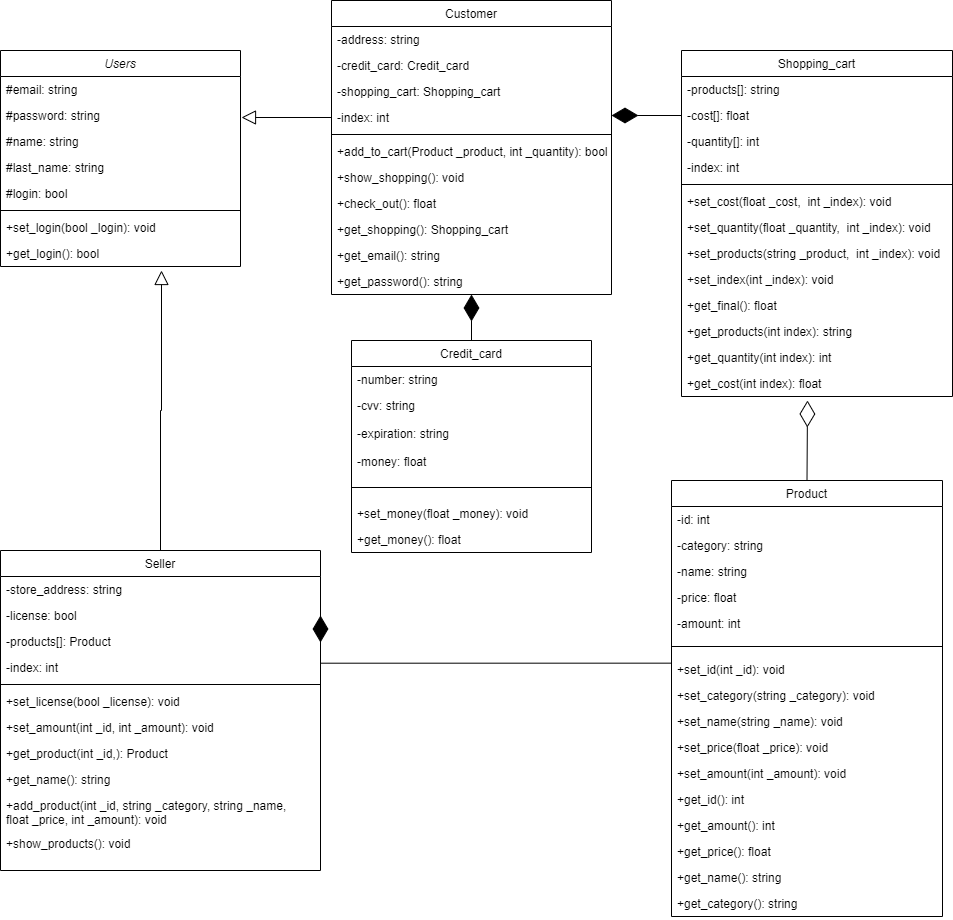 Customer
-address: string
-credit_card: Credit_card
-shopping_cart: Shopping_cart
-index: int
+add_to_cart(Product _product, int _quantity): bool
+show_shopping(): void
+check_out(): float
+get_shopping(): Shopping_cart
+get_email(): string
+get_password(): string
Users
#email: string
#password: string
#name: string
#last_name: string
#login: bool
+set_login(bool _login): void
+get_login(): bool
Shopping_cart
-products[]: string
-cost[]: float
-quantity[]: int
-index: int
+set_cost(float _cost, int _index): void
+set_quantity(float _quantity, int _index): void
+set_products(string _product, int _index): void
+set_index(int _index): void
+get_final(): float
+get_products(int index): string
+get_quantity(int index): int
+get_cost(int index): float
Credit_card
-number: string
-cvv: string
-expiration: string
-money: float
+set_money(float _money): void
+get_money(): float
Product
-id: int
-category: string
-name: string
-price: float
-amount: int
+set_id(int _id): void
+set_category(string _category): void
+set_name(string _name): void
+set_price(float _price): void
+set_amount(int _amount): void
+get_id(): int
+get_amount(): int
+get_price(): float
+get_name(): string
+get_category(): string
Seller
-store_address: string
-license: bool
-products[]: Product
-index: int
+set_license(bool _license): void
+set_amount(int _id, int _amount): void
+get_product(int _id,): Product
+get_name(): string
+add_product(int _id, string _category, string _name,
float _price, int _amount): void
+show_products(): void